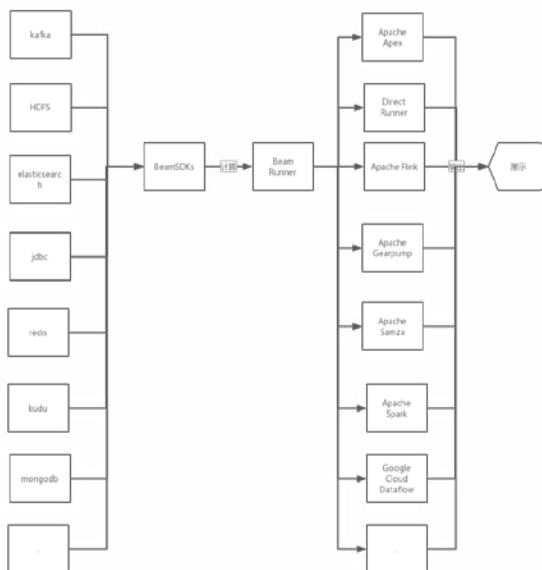 kafka
HDFS
elasticsearc
h
jdbc
redis
kudu
mongodb
BeamSDKs
计算
Beam
Runner
Apache
Apex
Direct
Runner
Apache Flink
Apache
Gearpump
Apache
Samza
Apache
Spark
Google
Cloud
Dataflow
展示